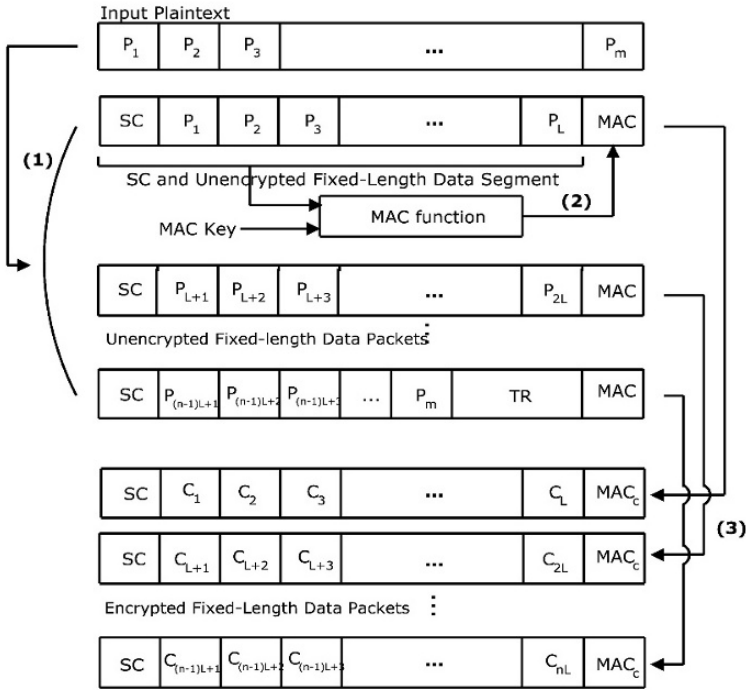 Input Plaintext
P1 P2 P3 ... Pm
SC P1 P2 P3 ... PL MAC
(1)
SC and Unencrypted Fixed-Length Data Segment
MAC function
(2)
MAC Key
SC PL+1 PL+2 PL+3 ... P2L MAC
Unencrypted Fixed-length Data Packets
SC P(n-1)L+1 P(n-1)L+2 P(n-1)L+3 ... Pm TR MAC
SC C1 C2 C3 ... CL MACc
(3)
SC CL+1 CL+2 CL+3 ... C2L MACc
Encrypted Fixed-Length Data Packets
SC C(n-1)L+1 C(n-1)L+2 C(n-1)L+3 ... CnL MACc